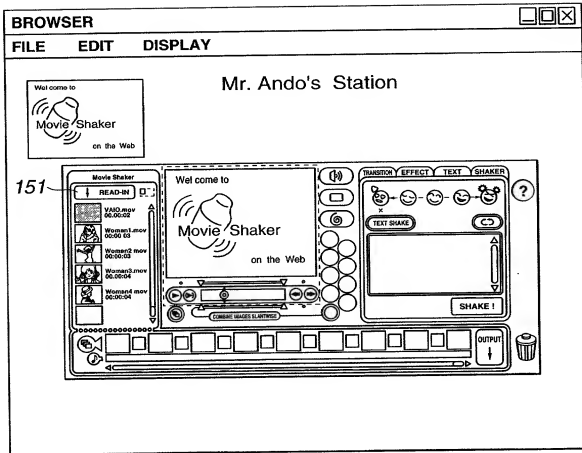 BROWSER
FILE EDIT DISPLAY
Mr. Ando's Station
Wel come to
Movie Shaker
on the Web
151
Movie Shaker
READ-IN
VAIO.mov
00.00:02
Woman1.mov
00:00 03
Woman2 mov
00:00:03
Woman3.mov
00.00:04
Woman4 mov
00:00:04
Wel come to
Movie Shaker
on the Web
COMBINE IMAGES SLANTWISE
TRANSITION EFFECT TEXT SHAKER
?
TEXT SHAKE
SHAKE !
OUTPUT